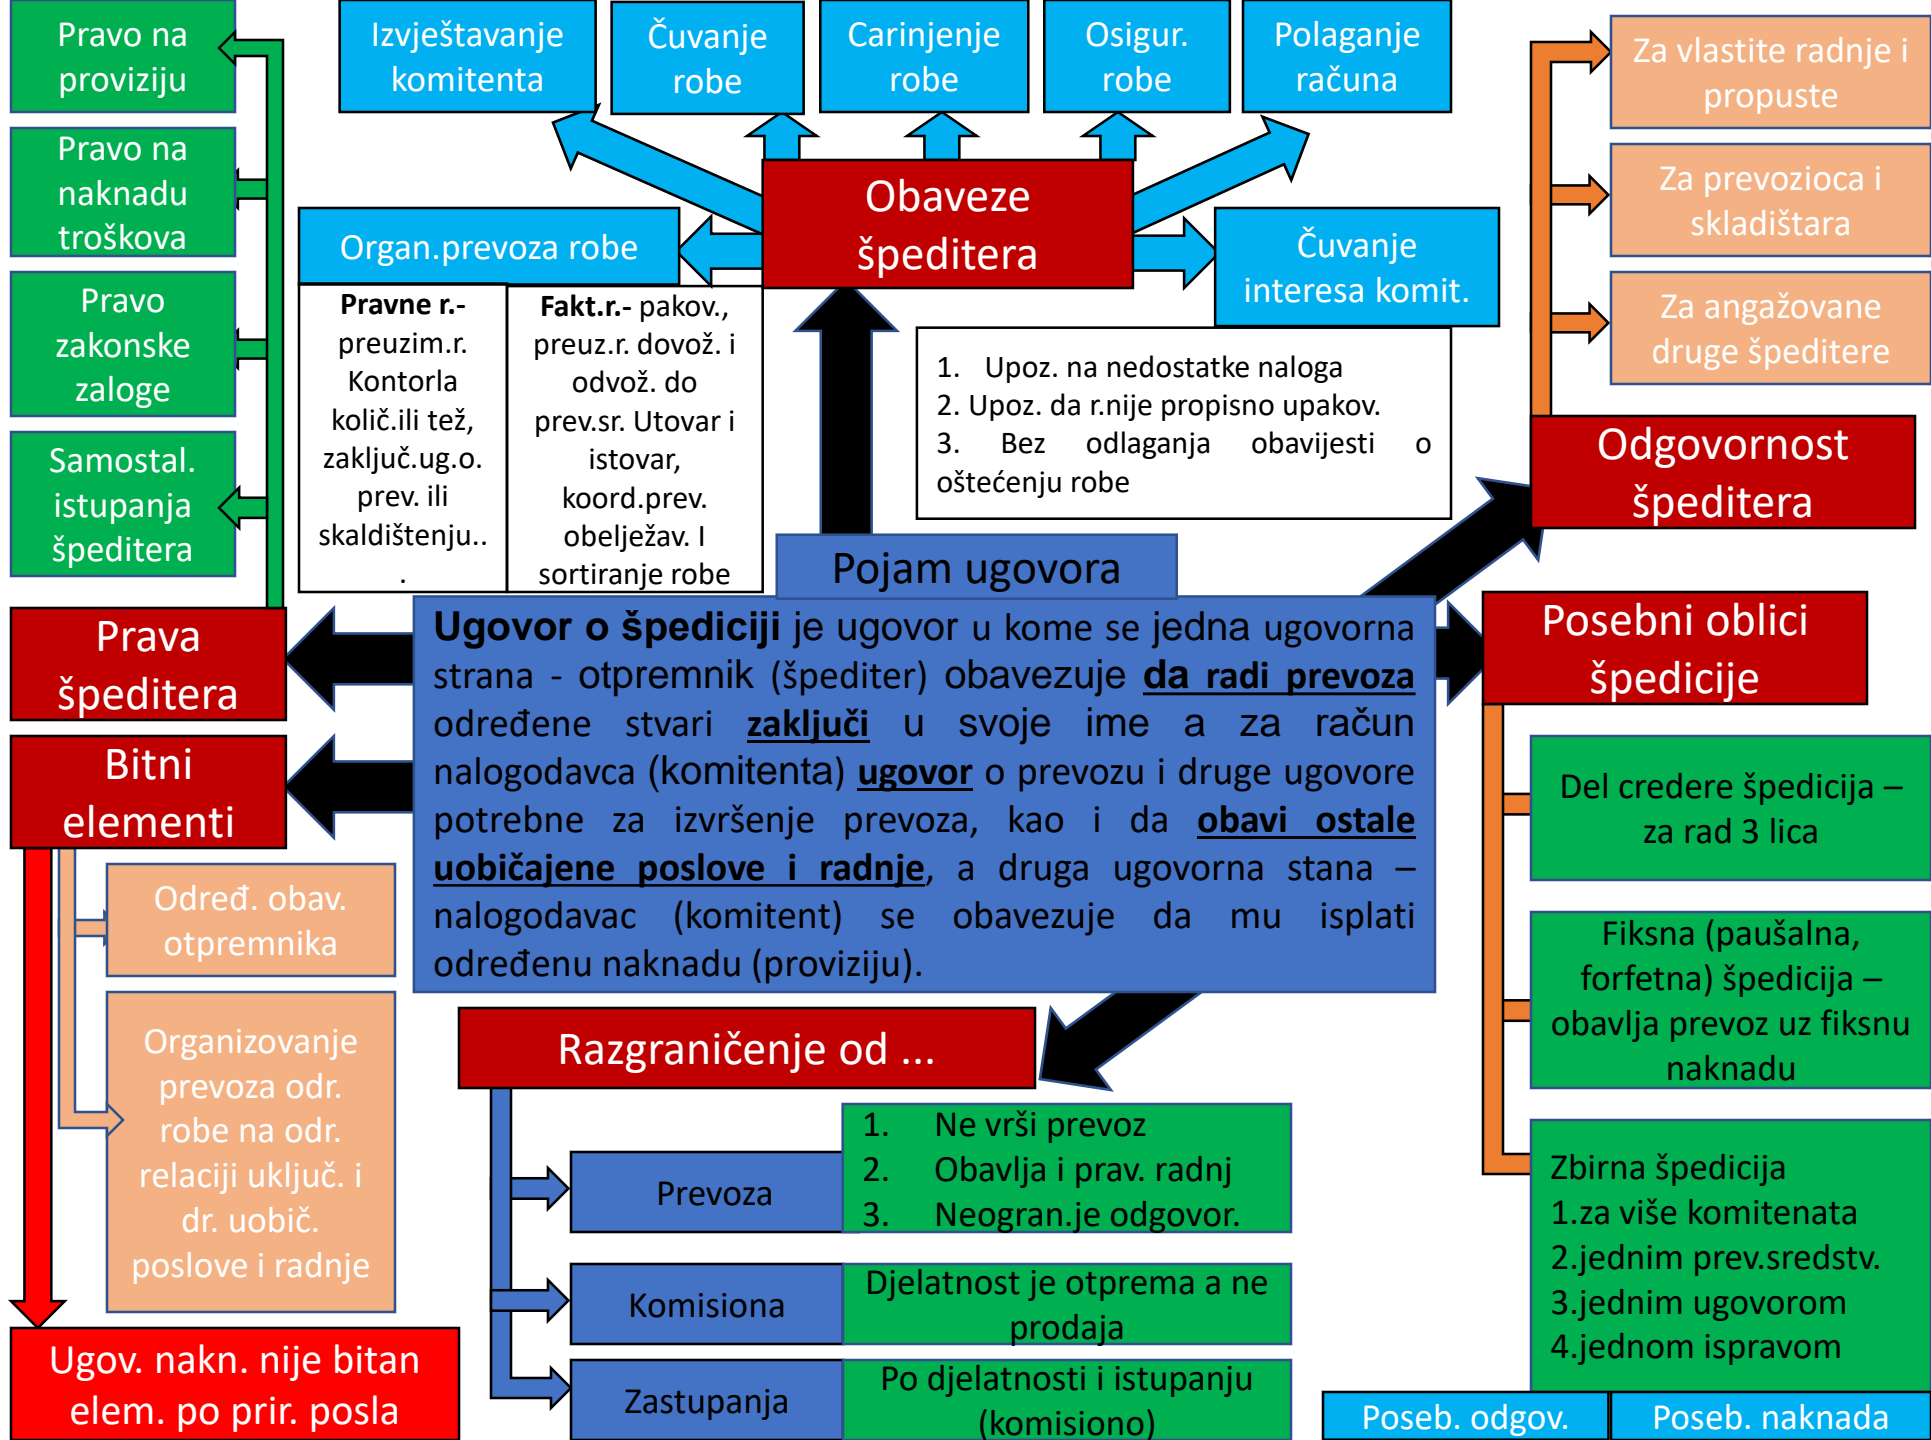 Pravo na
proviziju
Pravo na
naknadu
troškova
Pravo
zakonske
zaloge
Samostal.
istupanja
špeditera
Prava
špeditera
Izvještavanje
komitenta
Čuvanje
robe
Carinjenje
robe
Osigur.
robe
Polaganje
računa
Obaveze
špeditera
Organ.prevoza robe
Pravne r.-
preuzim.r.
Kontorla
količ.ili tež,
zaključ.ug.o.
prev. ili
skaldištenju..
.
Fakt.r.- pakov.,
preuz.r. dovož. i
odvož. do
prev.sr. Utovar i
istovar,
koord.prev.
obelježav. I
sortiranje robe
Čuvanje
interesa komit.
1. Upoz. na nedostatke naloga
2. Upoz. da r.nije propisno upakov.
3. Bez odlaganja obavijesti o
oštećenju robe
Za vlastite radnje i
propuste
Za prevozioca i
skladištara
Za angažovane
druge špeditere
Odgovornost
špeditera
Pojam ugovora
Ugovor o špediciji je ugovor u kome se jedna ugovorna
strana - otpremnik (špediter) obavezuje da radi prevoza
određene stvari zaključi u svoje ime a za račun
nalogodavca (komitenta) ugovor o prevozu i druge ugovore
potrebne za izvršenje prevoza, kao i da obavi ostale
uobičajene poslove i radnje, a druga ugovorna stana –
nalogodavac (komitent) se obavezuje da mu isplati
određenu naknadu (proviziju).
Bitni
elementi
Određ. obav.
otpremnika
Organizovanje
prevoza odr.
robe na odr.
relaciji uključ. i
dr. uobič.
poslove i radnje
Ugov. nakn. nije bitan
elem. po prir. posla
Razgraničenje od ...
Prevoza
1. Ne vrši prevoz
2. Obavlja i prav. radnj
3. Neogran.je odgovor.
Komisiona
Djelatnost je otprema a ne
prodaja
Zastupanja
Po djelatnosti i istupanju
(komisiono)
Posebni oblici
špedicije
Del credere špedicija –
za rad 3 lica
Fiksna (paušalna,
forfetna) špedicija –
obavlja prevoz uz fiksnu
naknadu
Zbirna špedicija
1.za više komitenata
2.jednim prev.sredstv.
3.jednim ugovorom
4.jednom ispravom
Poseb. odgov.
Poseb. naknada